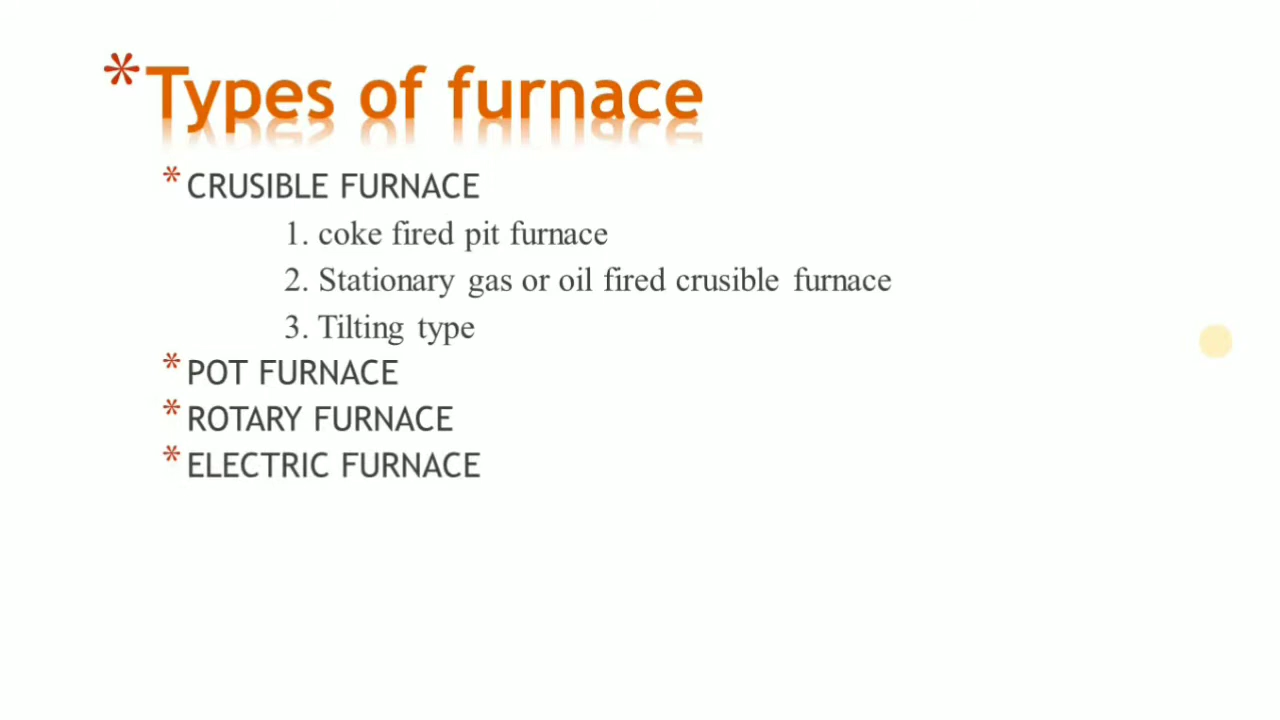 *Types of furnace
*CRUSIBLE FURNACE
1. coke fired pit furnace
2. Stationary gas or oil fired crusible furnace
3. Tilting type
*POT FURNACE
*ROTARY FURNACE
*ELECTRIC FURNACE